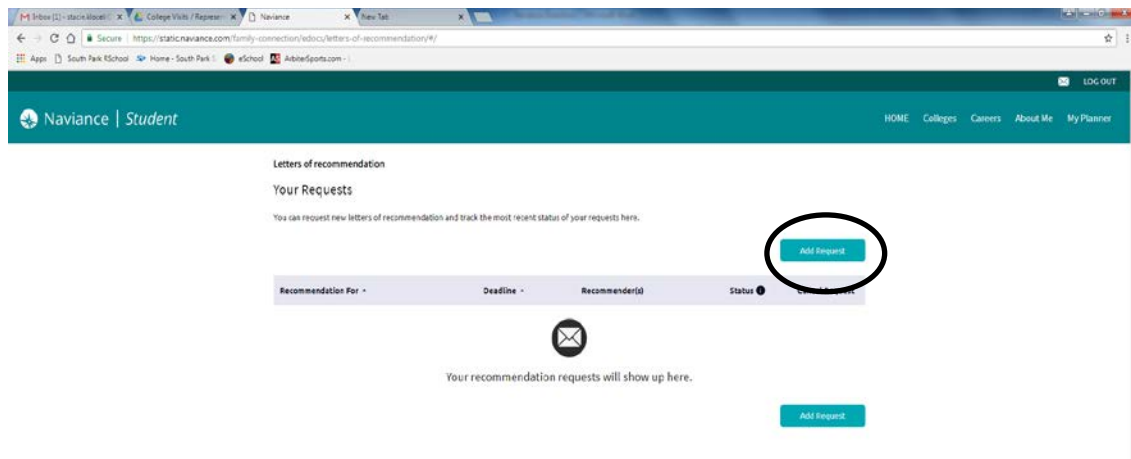 Inbox (1) - stacie.klocell C
College Visits / Represen
Naviance
New Tab
Secure https://static.naviance.com/family-connection/edocs/letters-of-recommendation/#/
Apps South Park RSchool Home - South Park S eSchool ArbiterSports.com -
LOG OUT
Naviance | Student
HOME Colleges Careers About Me My Planner
Letters of recommendation
Your Requests
You can request new letters of recommendation and track the most recent status of your requests here.
Add Request
Recommendation For Deadline Recommender(s) Status
Your recommendation requests will show up here.
Add Request